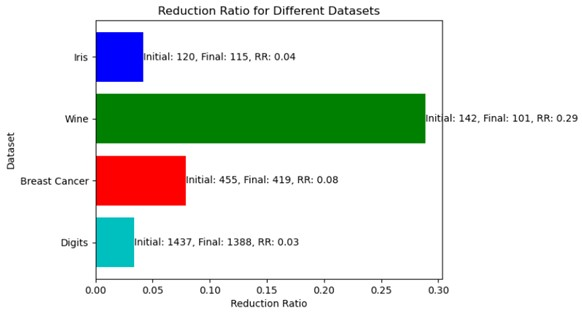 Reduction Ratio for Different Datasets
Iris
Initial: 120, Final: 115, RR: 0.04
Wine
Initial: 142, Final: 101, RR: 0.29
Dataset
Breast Cancer
Initial: 455, Final: 419, RR: 0.08
Digits
Initial: 1437, Final: 1388, RR: 0.03
0.00 0.05 0.10 0.15 0.20 0.25 0.30
Reduction Ratio